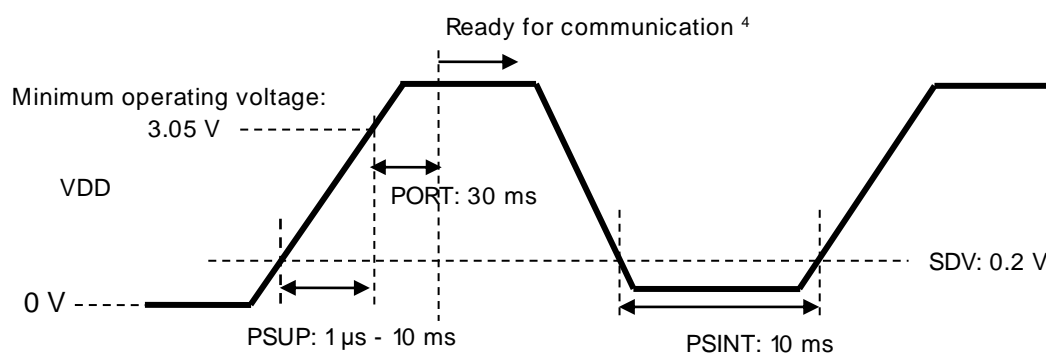 Ready for communication 4
Minimum operating voltage:
3.05 V
VDD
PORT: 30 ms
SDV: 0.2 V
0 V
PSUP: 1 µs - 10 ms
PSINT: 10 ms